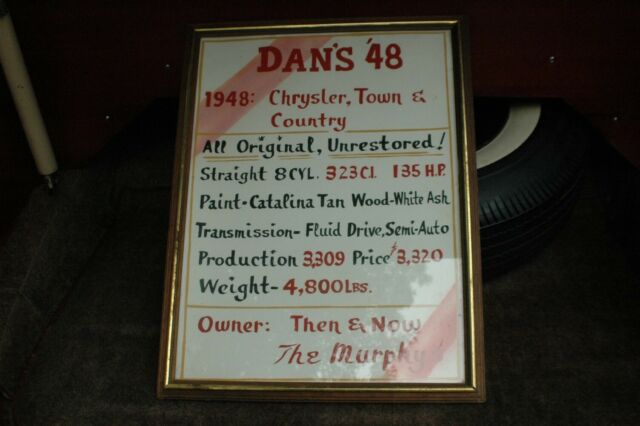 DAN'S '48
1948: Chrysler, Town &
Country
All Original, Unrestored!
Straight 8CYL. 323CI. 135 H.P.
Paint-Catalina Tan Wood-White Ash
Transmission- Fluid Drive, Semi-Auto
Production 3,309 Price $3,320
Weight- 4,800LBS.
Owner: Then & Now
The Murphy's